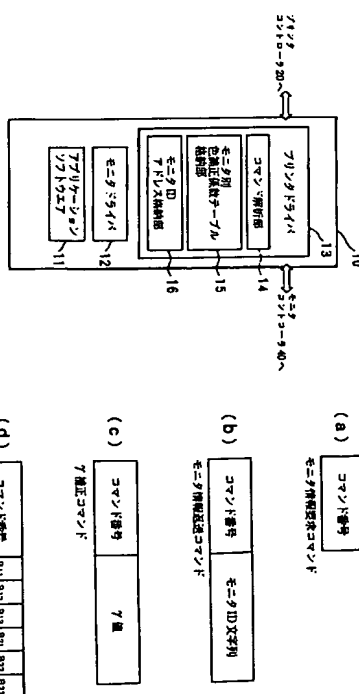 プリンタ
コントローラ20へ
10
モニタ
コントローラ40へ
プリンタドライバ
13
コマンド解析部
14
モニタ別
色補正係数テーブル
格納部
15
モニタID
アドレス格納部
16
モニタドライバ
12
アプリケーション
ソフトウエア
11
(a)
コマンド番号
モニタ情報要求コマンド
(b)
コマンド番号
モニタID文字列
モニタ情報返送コマンド
(c)
コマンド番号
γ値
γ補正コマンド
(d)
コマンド番号